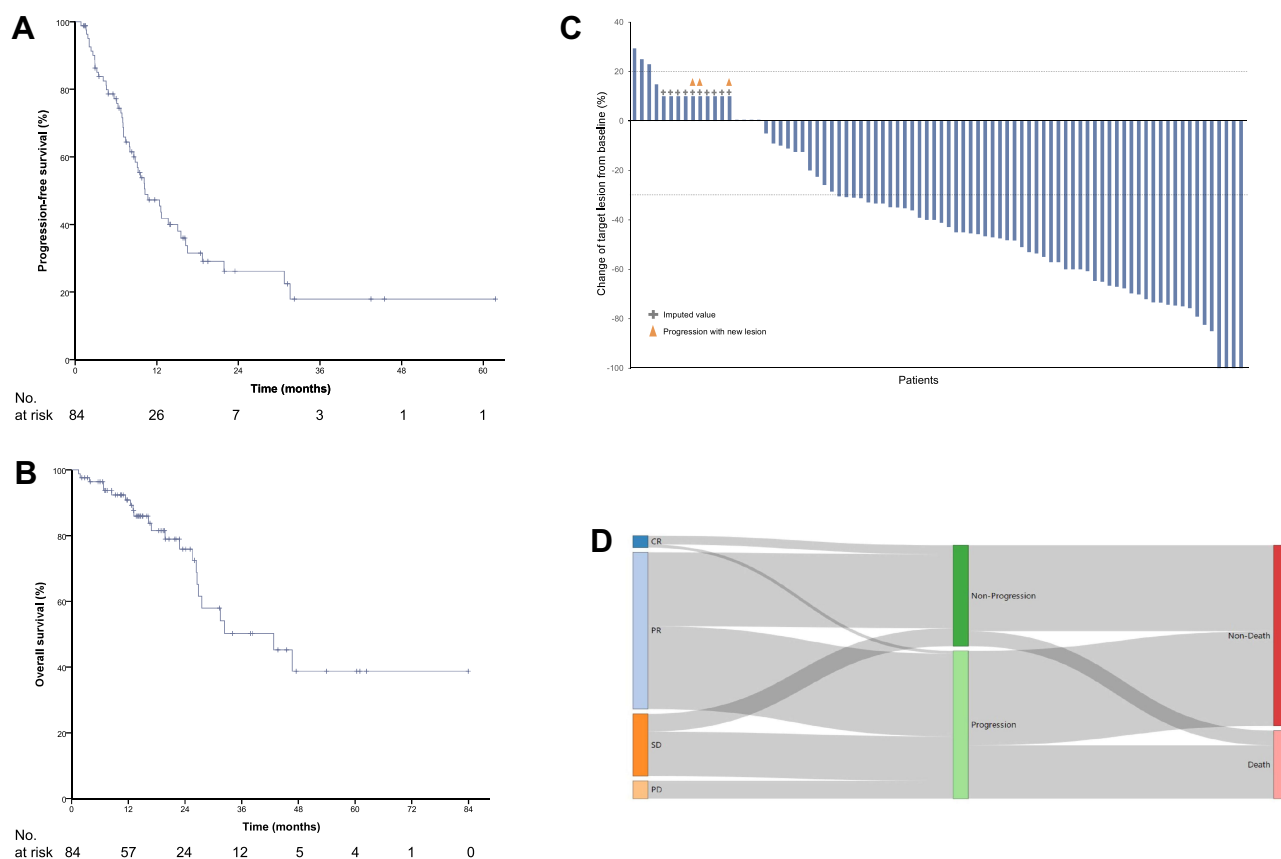 A
Progression-free survival (%)
100
80
60
40
20
0
0 12 24 36 48 60
Time (months)
No.
at risk 84 26 7 3 1 1
C
Change of target lesion from baseline (%)
40
20
0
-20
-40
-60
-80
-100
Imputed value
Progression with new lesion
Patients
B
Overall survival (%)
100
80
60
40
20
0
0 12 24 36 48 60 72 84
Time (months)
No.
at risk 84 57 24 12 5 4 1 0
D
CR
PR
SD
PD
Non-Progression
Progression
Non-Death
Death